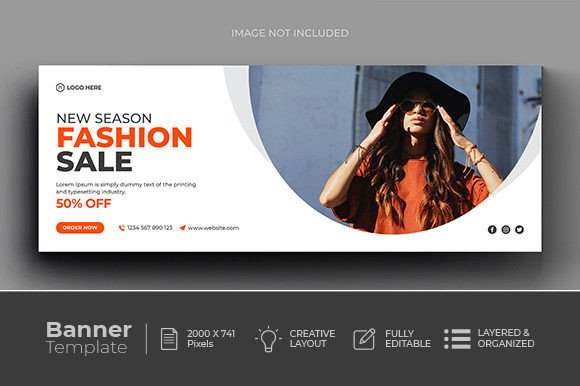 IMAGE NOT INCLUDED
LOGO HERE
NEW SEASON
FASHION
SALE
Lorem Ipsum is simply dummy text of the printing
and typesetting industry.
50% OFF
ORDER NOW
1234 567 890 123
www.website.com
Banner
Template
2000 X 741
Pixels
CREATIVE
LAYOUT
FULLY
EDITABLE
LAYERED &
ORGANIZED